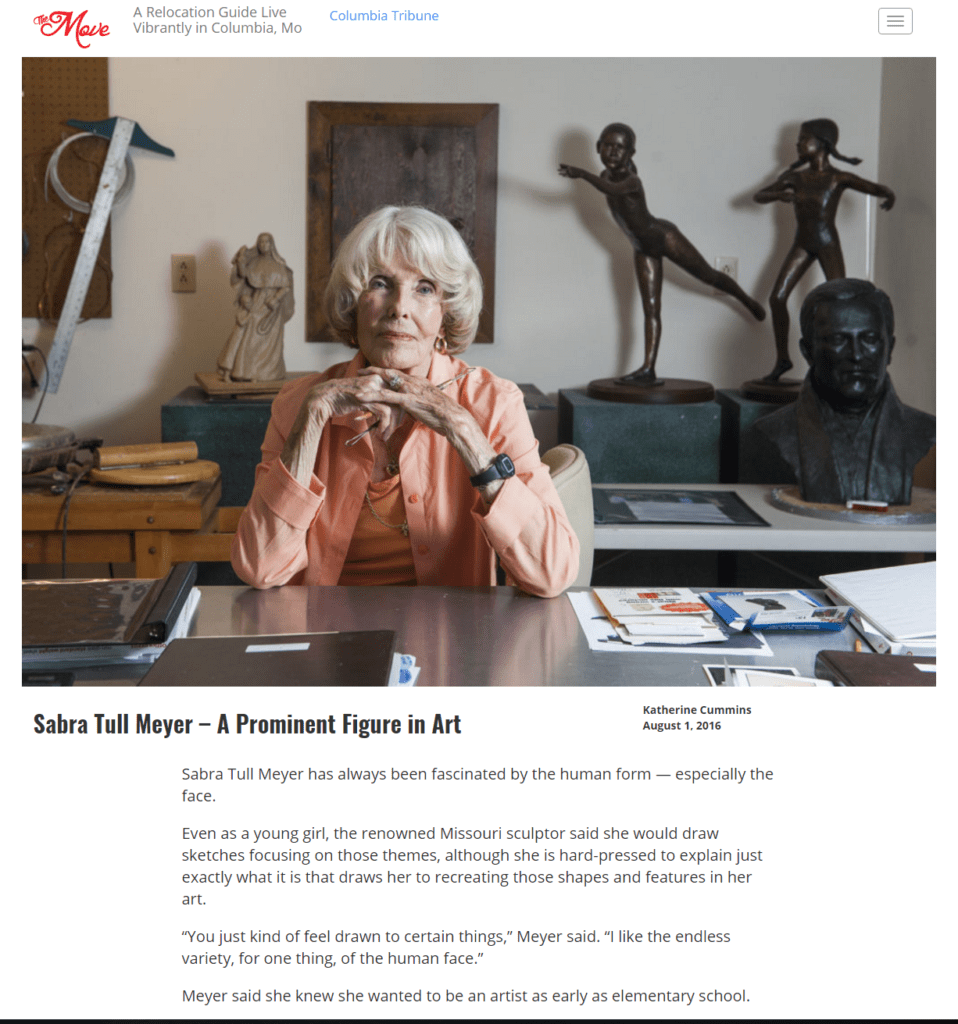 The Move
A Relocation Guide Live
Vibrantly in Columbia, Mo
Columbia Tribune
Sabra Tull Meyer – A Prominent Figure in Art
Katherine Cummins
August 1, 2016
Sabra Tull Meyer has always been fascinated by the human form — especially the
face.
Even as a young girl, the renowned Missouri sculptor said she would draw
sketches focusing on those themes, although she is hard-pressed to explain just
exactly what it is that draws her to recreating those shapes and features in her
art.
“You just kind of feel drawn to certain things,” Meyer said. “I like the endless
variety, for one thing, of the human face.”
Meyer said she knew she wanted to be an artist as early as elementary school.